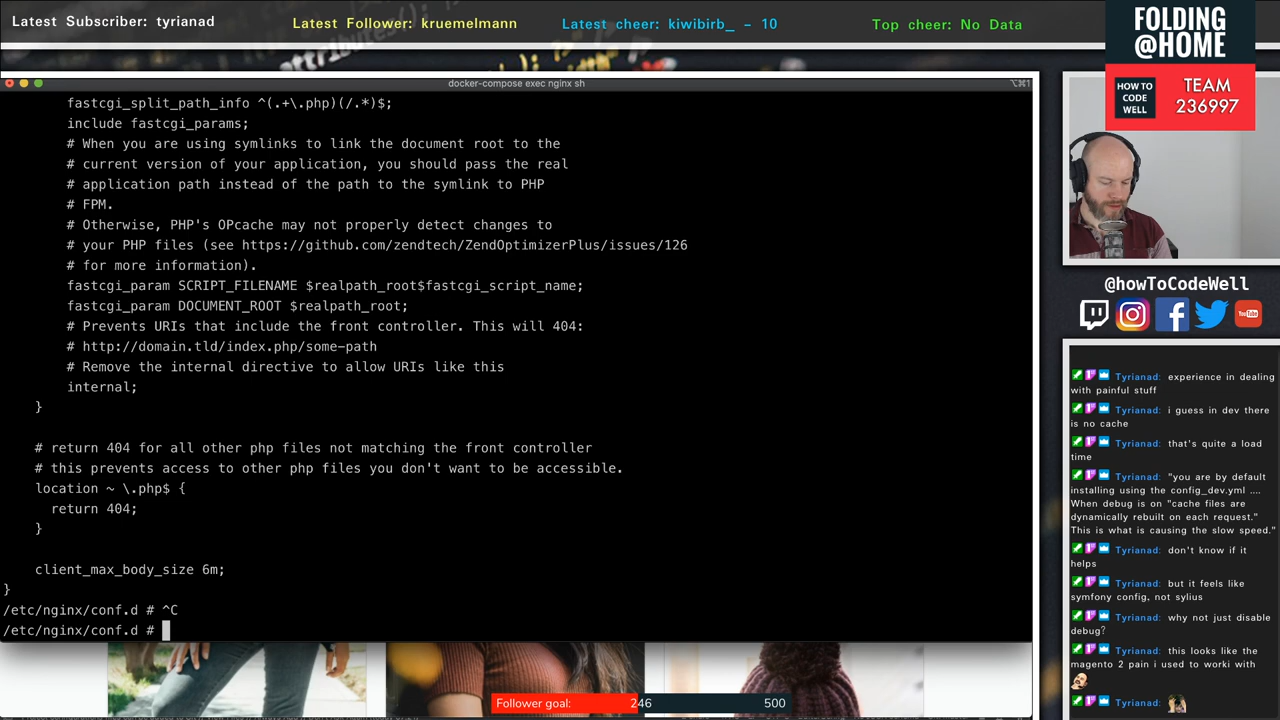 Latest Subscriber: tyrianad
Latest Follower: kruemelmann
Latest cheer: kiwibirb_ - 10
Top cheer: No Data
FOLDING
@HOME
HOW TO
CODE
WELL
TEAM
236997
docker-compose exec nginx sh
⌥⌘1
fastcgi_split_path_info ^(.+\.php)(/.*)$;
include fastcgi_params;
# When you are using symlinks to link the document root to the
# current version of your application, you should pass the real
# application path instead of the path to the symlink to PHP
# FPM.
# Otherwise, PHP's OPcache may not properly detect changes to
# your PHP files (see https://github.com/zendtech/ZendOptimizerPlus/issues/126
# for more information).
fastcgi_param SCRIPT_FILENAME $realpath_root$fastcgi_script_name;
fastcgi_param DOCUMENT_ROOT $realpath_root;
# Prevents URIs that include the front controller. This will 404:
# http://domain.tld/index.php/some-path
# Remove the internal directive to allow URIs like this
internal;
}
# return 404 for all other php files not matching the front controller
# this prevents access to other php files you don't want to be accessible.
location ~ \.php$ {
return 404;
}
client_max_body_size 6m;
}
/etc/nginx/conf.d # ^C
/etc/nginx/conf.d #
@howToCodeWell
Tyrianad: experience in dealing
with painful stuff
Tyrianad: i guess in dev there
is no cache
Tyrianad: that's quite a load
time
Tyrianad: "you are by default
installing using the config_dev.yml ....
When debug is on "cache files are
dynamically rebuilt on each request."
This is what is causing the slow speed."
Tyrianad: don't know if it
helps
Tyrianad: but it feels like
symfony config, not sylius
Tyrianad: why not just disable
debug?
Tyrianad: this looks like the
magento 2 pain i used to worki with
Tyrianad:
Follower goal: 246 500